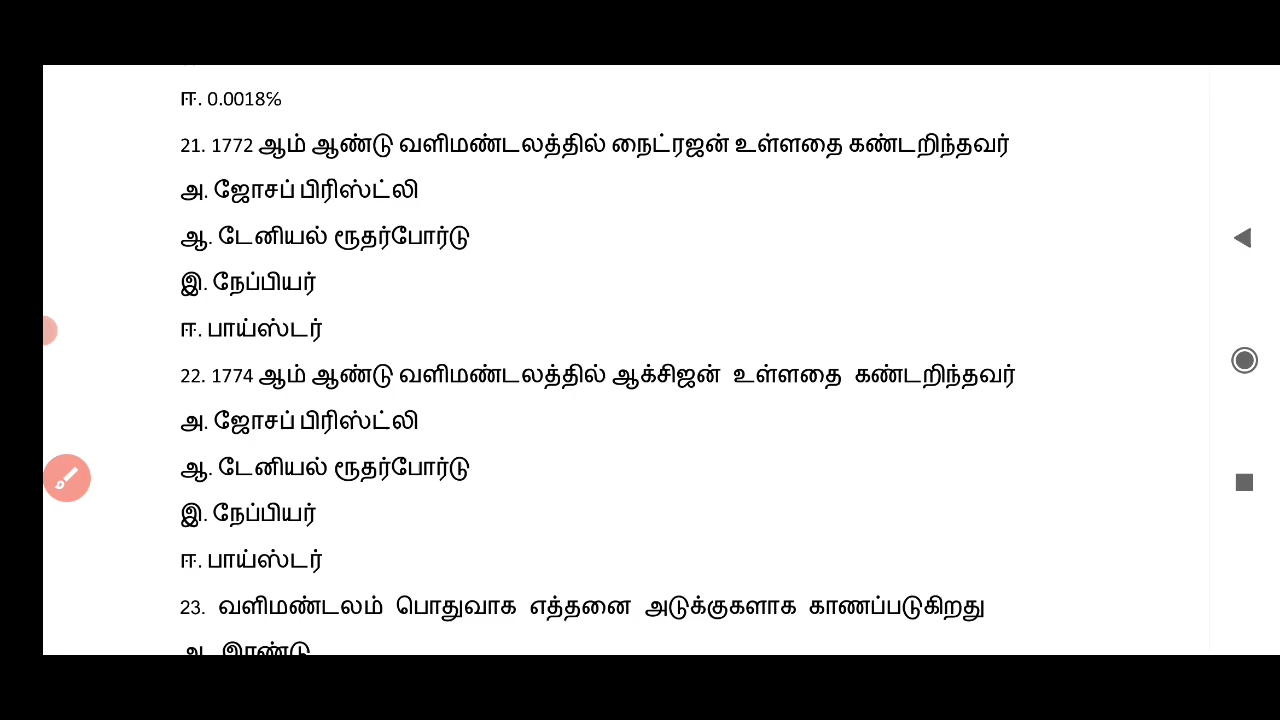 ஈ. 0.0018%
21. 1772 ஆம் ஆண்டு வளிமண்டலத்தில் நைட்ரஜன் உள்ளதை கண்டறிந்தவர்
அ. ஜோசப் பிரிஸ்ட்லி
ஆ. டேனியல் ரூதர்போர்டு
இ. நேப்பியர்
ஈ. பாய்ஸ்டர்
22. 1774 ஆம் ஆண்டு வளிமண்டலத்தில் ஆக்சிஜன் உள்ளதை கண்டறிந்தவர்
அ. ஜோசப் பிரிஸ்ட்லி
ஆ. டேனியல் ரூதர்போர்டு
இ. நேப்பியர்
ஈ. பாய்ஸ்டர்
23. வளிமண்டலம் பொதுவாக எத்தனை அடுக்குகளாக காணப்படுகிறது
அ. இரண்டு